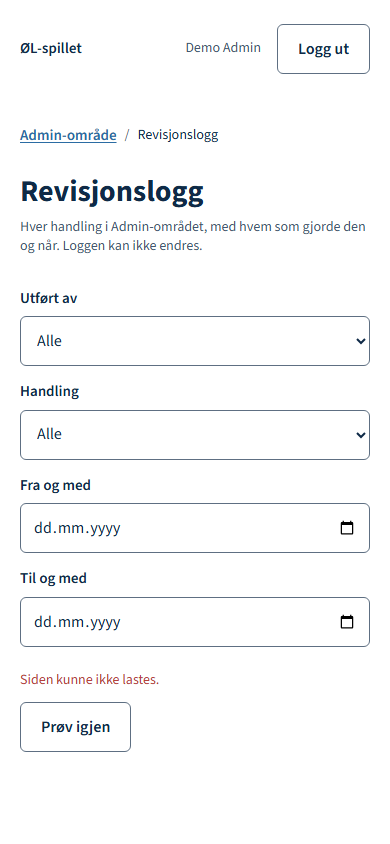 ØL-spillet
Demo Admin
Logg ut
Admin-område / Revisjonslogg
Revisjonslogg
Hver handling i Admin-området, med hvem som gjorde den
og når. Loggen kan ikke endres.
Utført av
Alle
Handling
Alle
Fra og med
dd.mm.yyyy
Til og med
dd.mm.yyyy
Siden kunne ikke lastes.
Prøv igjen